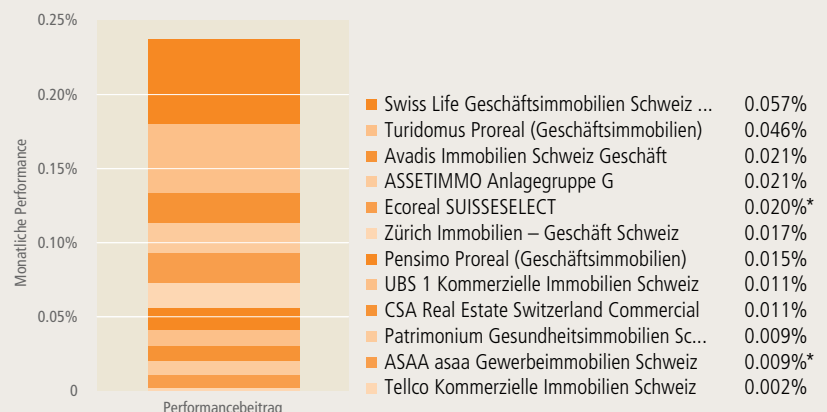 0.25%
0.20%
0.15%
0.10%
0.05%
0
Monatliche Performance
Performancebeitrag
Swiss Life Geschäftsimmobilien Schweiz ... 0.057%
Turidomus Proreal (Geschäftsimmobilien) 0.046%
Avadis Immobilien Schweiz Geschäft 0.021%
ASSETIMMO Anlagegruppe G 0.021%
Ecoreal SUISSESELECT 0.020%*
Zürich Immobilien – Geschäft Schweiz 0.017%
Pensimo Proreal (Geschäftsimmobilien) 0.015%
UBS 1 Kommerzielle Immobilien Schweiz 0.011%
CSA Real Estate Switzerland Commercial 0.011%
Patrimonium Gesundheitsimmobilien Sc... 0.009%
ASAA asaa Gewerbeimmobilien Schweiz 0.009%*
Tellco Kommerzielle Immobilien Schweiz 0.002%